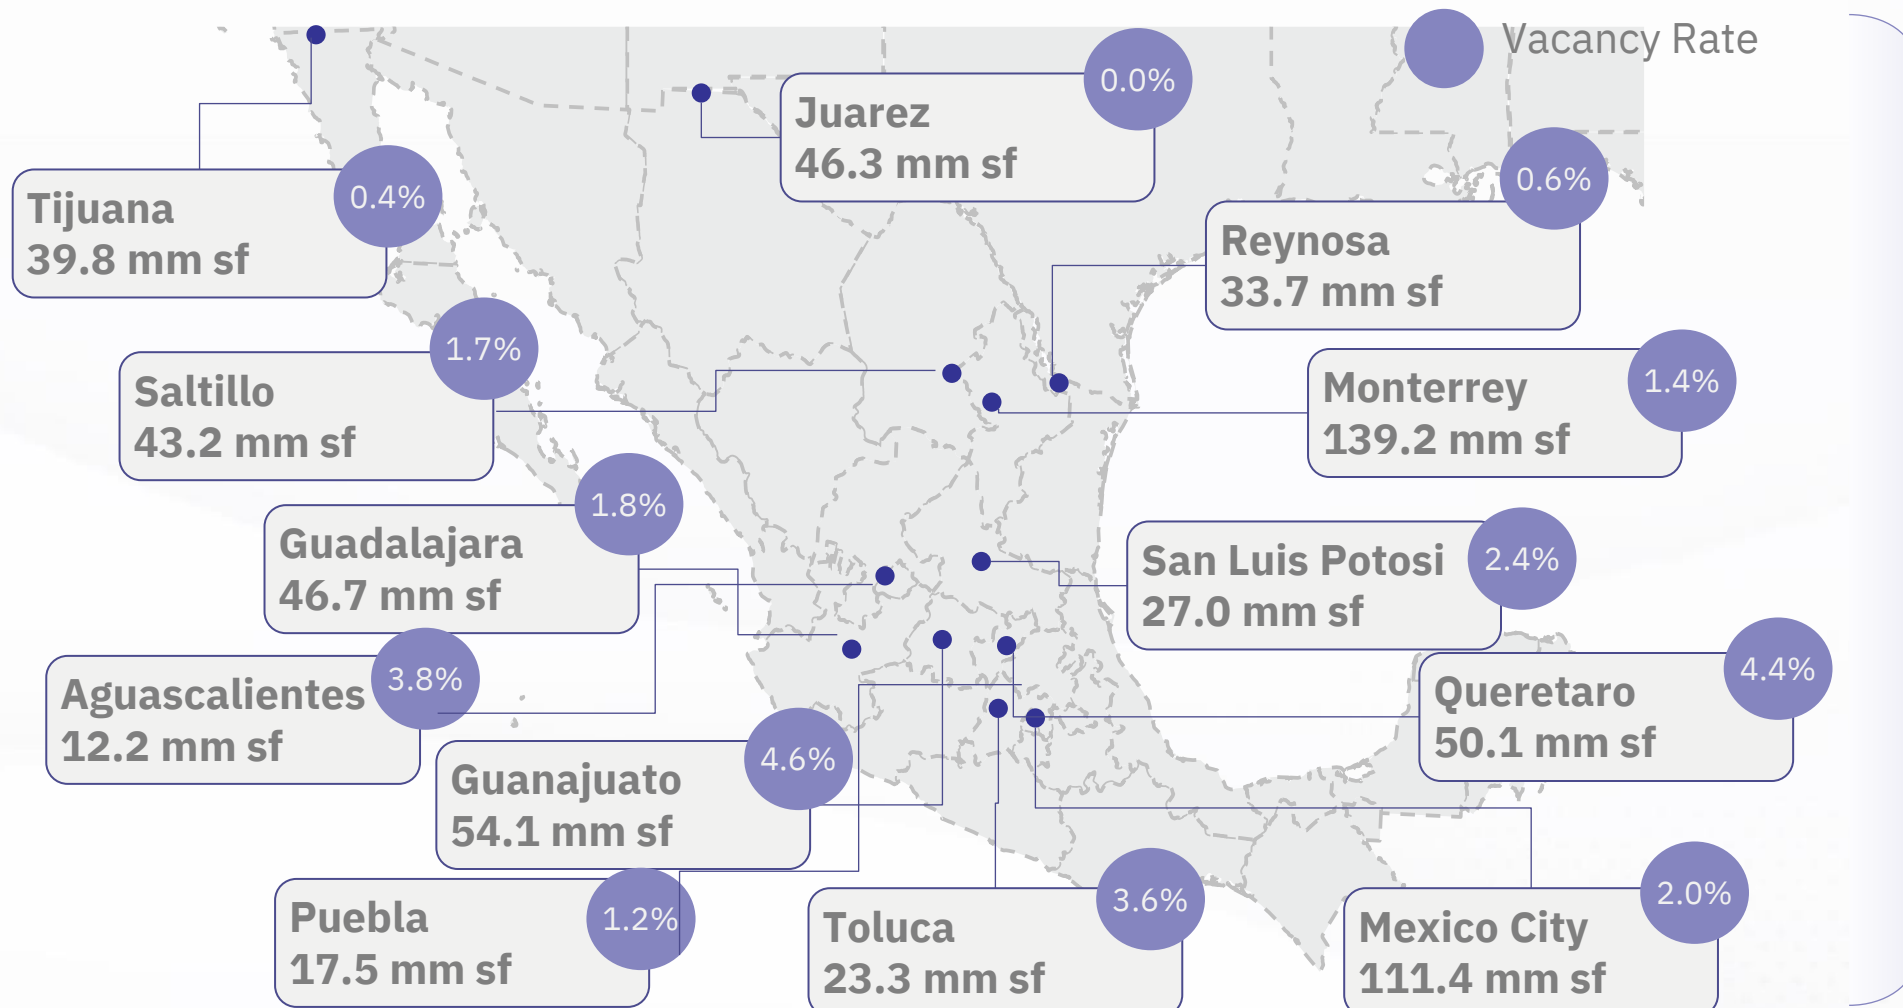 Vacancy Rate
Juarez
46.3 mm sf
0.0%
Tijuana
39.8 mm sf
0.4%
Reynosa
33.7 mm sf
0.6%
Saltillo
43.2 mm sf
1.7%
Monterrey
139.2 mm sf
1.4%
Guadalajara
46.7 mm sf
1.8%
San Luis Potosi
27.0 mm sf
2.4%
Aguascalientes
12.2 mm sf
3.8%
Queretaro
50.1 mm sf
4.4%
Guanajuato
54.1 mm sf
4.6%
Puebla
17.5 mm sf
1.2%
Toluca
23.3 mm sf
3.6%
Mexico City
111.4 mm sf
2.0%